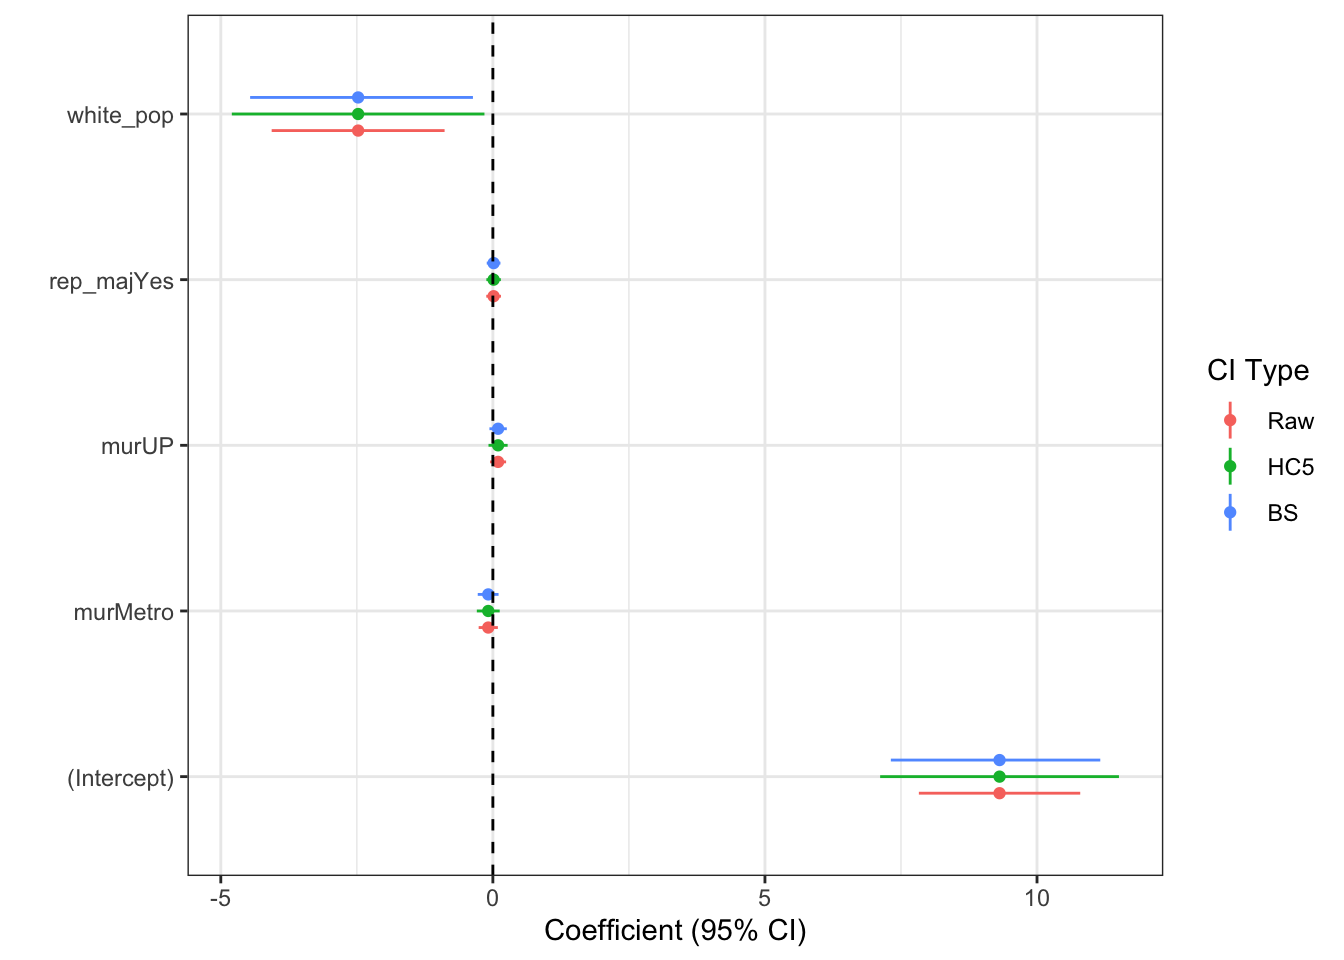 white_pop
rep_majYes
murUP
murMetro
(Intercept)
-5 0 5 10
Coefficient (95% CI)
CI Type
Raw
HC5
BS